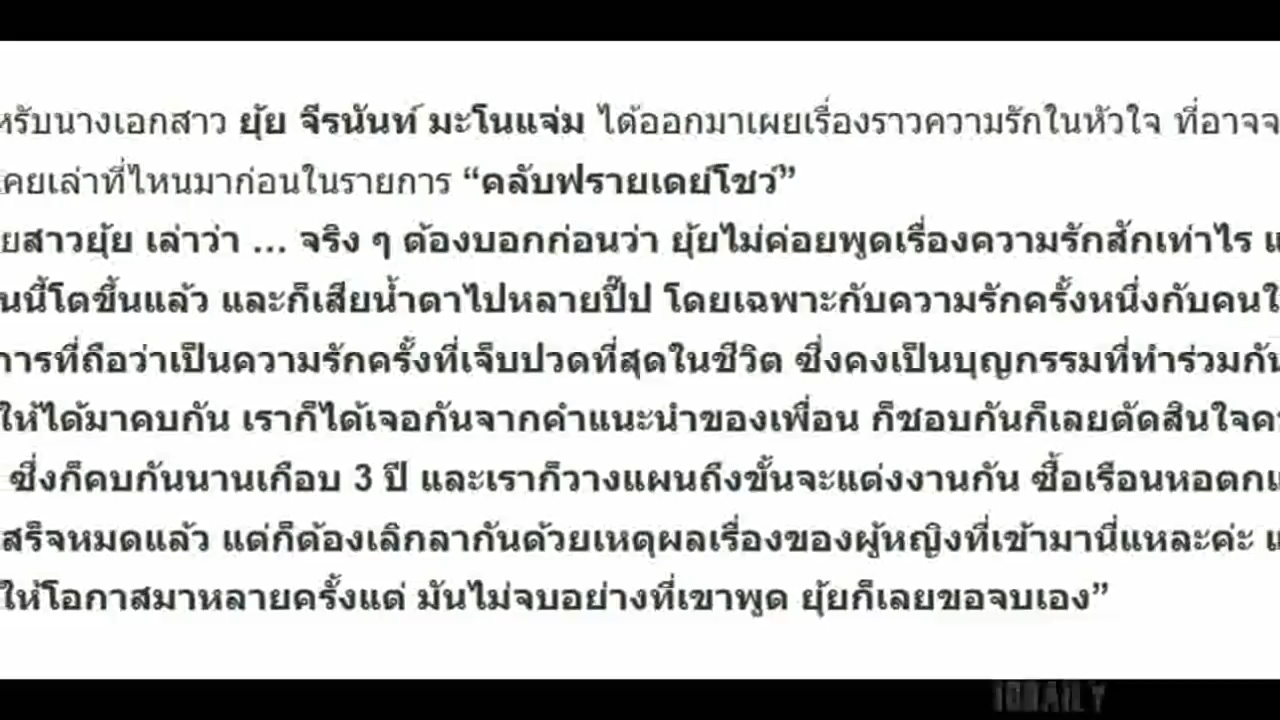 หรับนางเอกสาว ยุ้ย จีรนันท์ มะโนแจ่ม ได้ออกมาเผยเรื่องราวความรักในหัวใจ ที่อาจจ
เคยเล่าที่ไหนมาก่อนในรายการ “คลับฟรายเดย์โชว์”
ยสาวยุ้ย เล่าว่า ... จริง ๆ ต้องบอกก่อนว่า ยุ้ยไม่ค่อยพูดเรื่องความรักสักเท่าไร แ
นนี้โตขึ้นแล้ว และก็เสียน้ำตาไปหลายปี๊ป โดยเฉพาะกับความรักครั้งหนึ่งกับคนใ
การที่ถือว่าเป็นความรักครั้งที่เจ็บปวดที่สุดในชีวิต ซึ่งคงเป็นบุญกรรมที่ทำร่วมกัน
ให้ได้มาคบกัน เราก็ได้เจอกันจากคำแนะนำของเพื่อน ก็ชอบกันก็เลยตัดสินใจค
ซึ่งก็คบกันนานเกือบ 3 ปี และเราก็วางแผนถึงขั้นจะแต่งงานกัน ซื้อเรือนหอตกแ
สร็จหมดแล้ว แต่ก็ต้องเลิกลากันด้วยเหตุผลเรื่องของผู้หญิงที่เข้ามานี่แหละค่ะ แ
ให้โอกาสมาหลายครั้งแต่ มันไม่จบอย่างที่เขาพูด ยุ้ยก็เลยขอจบเอง”